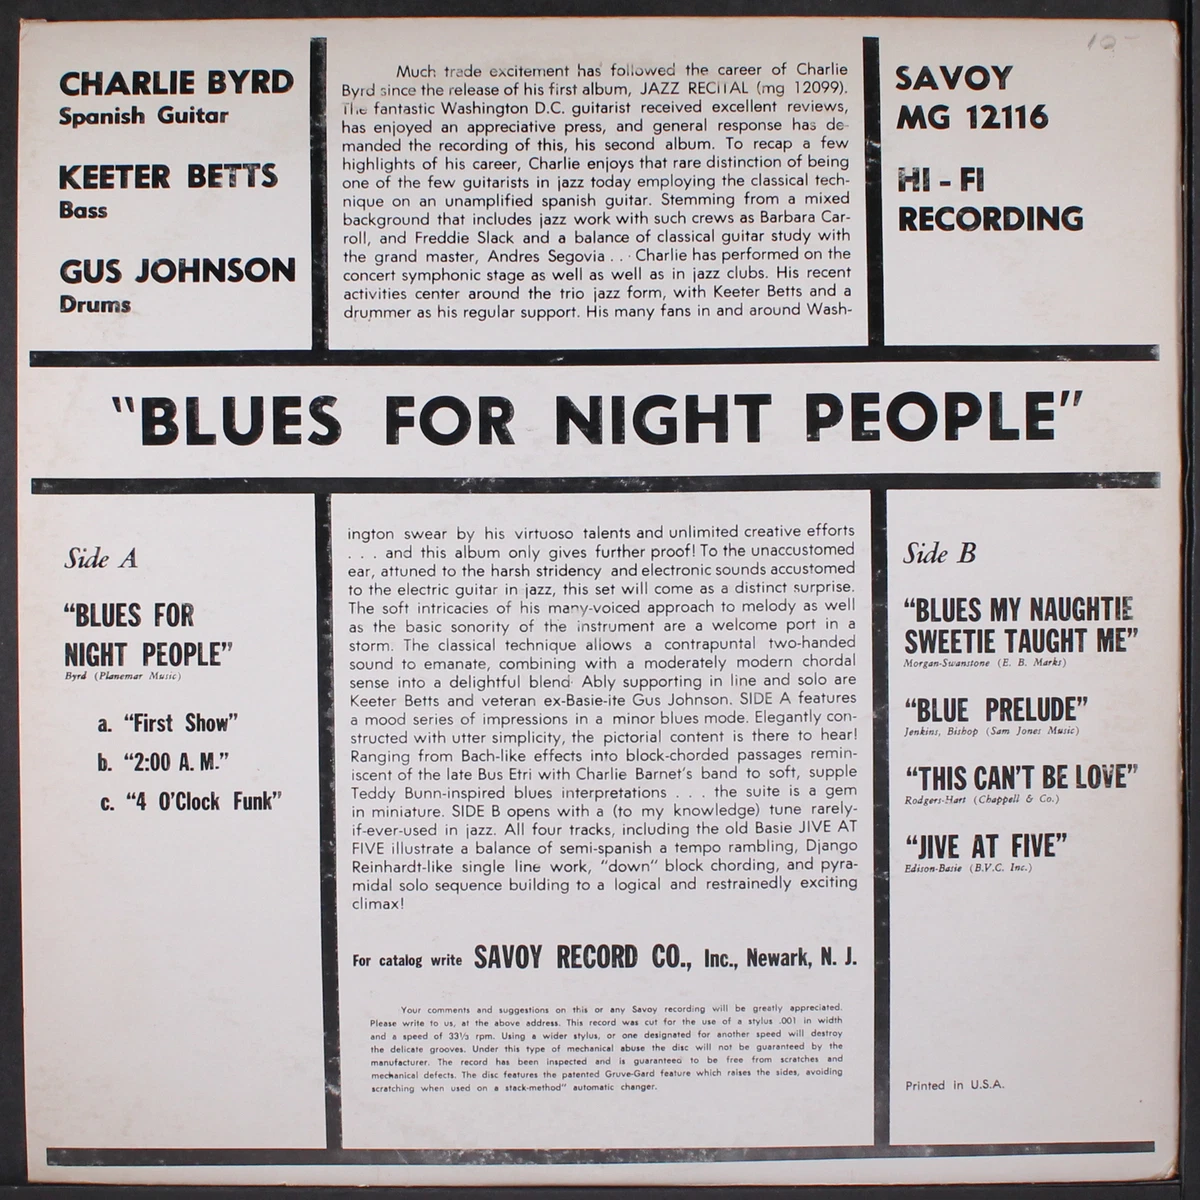 10-
CHARLIE BYRD
Spanish Guitar
KEETER BETTS
Bass
GUS JOHNSON
Drums
Much trade excitement has followed the career of Charlie
Byrd since the release of his first album, JAZZ RECITAL (mg 12099).
The fantastic Washington D.C. guitarist received excellent reviews,
has enjoyed an appreciative press, and general response has de-
manded the recording of this, his second album. To recap a few
highlights of his career, Charlie enjoys that rare distinction of being
one of the few guitarists in jazz today employing the classical tech-
nique on an unamplified spanish guitar. Stemming from a mixed
background that includes jazz work with such crews as Barbara Car-
roll, and Freddie Slack and a balance of classical guitar study with
the grand master, Andres Segovia . . . Charlie has performed on the
concert symphonic stage as well as well as in jazz clubs. His recent
activities center around the trio jazz form, with Keeter Betts and a
drummer as his regular support. His many fans in and around Wash-
SAVOY
MG 12116
HI - FI
RECORDING
"BLUES FOR NIGHT PEOPLE"
Side A
"BLUES FOR
NIGHT PEOPLE"
Byrd (Planemar Music)
a. "First Show"
b. "2:00 A. M."
c. "4 O'Clock Funk"
ington swear by his virtuoso talents and unlimited creative efforts
. . . and this album only gives further proof! To the unaccustomed
ear, attuned to the harsh stridency and electronic sounds accustomed
to the electric guitar in jazz, this set will come as a distinct surprise.
The soft intricacies of his many-voiced approach to melody as well
as the basic sonority of the instrument are a welcome port in a
storm. The classical technique allows a contrapuntal two-handed
sound to emanate, combining with a moderately modern chordal
sense into a delightful blend. Ably supporting in line and solo are
Keeter Betts and veteran ex-Basie-ite Gus Johnson. SIDE A features
a mood series of impressions in a minor blues mode. Elegantly con-
structed with utter simplicity, the pictorial content is there to hear!
Ranging from Bach-like effects into block-chorded passages remin-
iscent of the late Bus Etri with Charlie Barnet's band to soft, supple
Teddy Bunn-inspired blues interpretations . . . the suite is a gem
in miniature. SIDE B opens with a (to my knowledge) tune rarely-
if-ever-used in jazz. All four tracks, including the old Basie JIVE AT
FIVE illustrate a balance of semi-spanish a tempo rambling, Django
Reinhardt-like single line work, "down" block chording, and pyra-
midal solo sequence building to a logical and restrainedly exciting
climax!
For catalog write SAVOY RECORD CO., Inc., Newark, N. J.
Your comments and suggestions on this or any Savoy recording will be greatly appreciated.
Please write to us, at the above address. This record was cut for the use of a stylus .001 in width
and a speed of 33⅓ rpm. Using a wider stylus, or one designated for another speed will destroy
the delicate grooves. Under this type of mechanical abuse the disc will not be guaranteed by the
manufacturer. The record has been inspected and is guaranteed to be free from scratches and
mechanical defects. The disc features the patented Gruve-Gard feature which raises the sides, avoiding
scratching when used on a stack-method" automatic changer.
Side B
"BLUES MY NAUGHTIE
SWEETIE TAUGHT ME"
Morgan-Swanstone (E. B. Marks)
"BLUE PRELUDE"
Jenkins, Bishop (Sam Jones Music)
"THIS CAN'T BE LOVE"
Rodgers-Hart (Chappell & Co.)
"JIVE AT FIVE"
Edison-Basie (B.V.C. Inc.)
Printed in U.S.A.